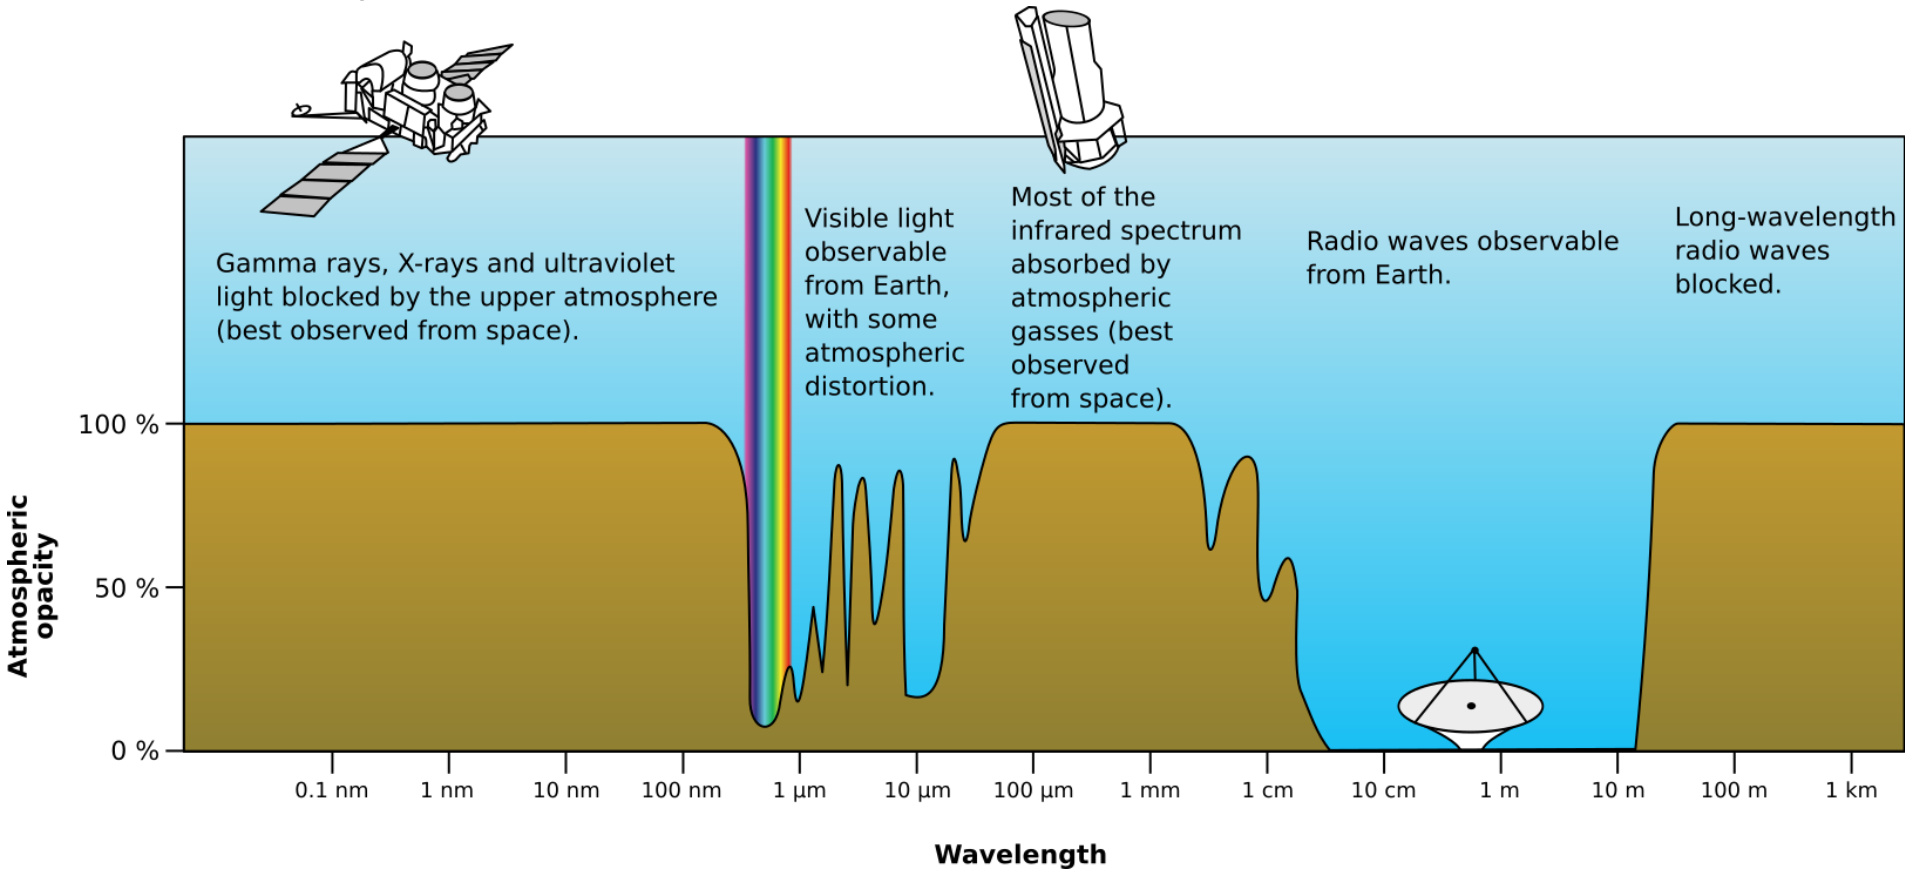 Gamma rays, X-rays and ultraviolet
light blocked by the upper atmosphere
(best observed from space).
Visible light
observable
from Earth,
with some
atmospheric
distortion.
Most of the
infrared spectrum
absorbed by
atmospheric
gasses (best
observed
from space).
Radio waves observable
from Earth.
Long-wavelength
radio waves
blocked.
Atmospheric
opacity
100 %
50 %
0 %
0.1 nm 1 nm 10 nm 100 nm 1 μm 10 μm 100 μm 1 mm 1 cm 10 cm 1 m 10 m 100 m 1 km
Wavelength